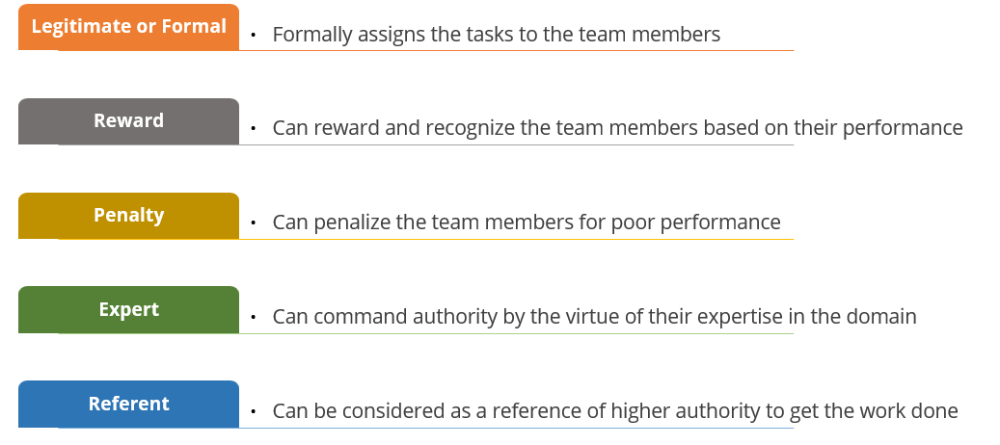 Legitimate or Formal
• Formally assigns the tasks to the team members
Reward
• Can reward and recognize the team members based on their performance
Penalty
• Can penalize the team members for poor performance
Expert
• Can command authority by the virtue of their expertise in the domain
Referent
• Can be considered as a reference of higher authority to get the work done